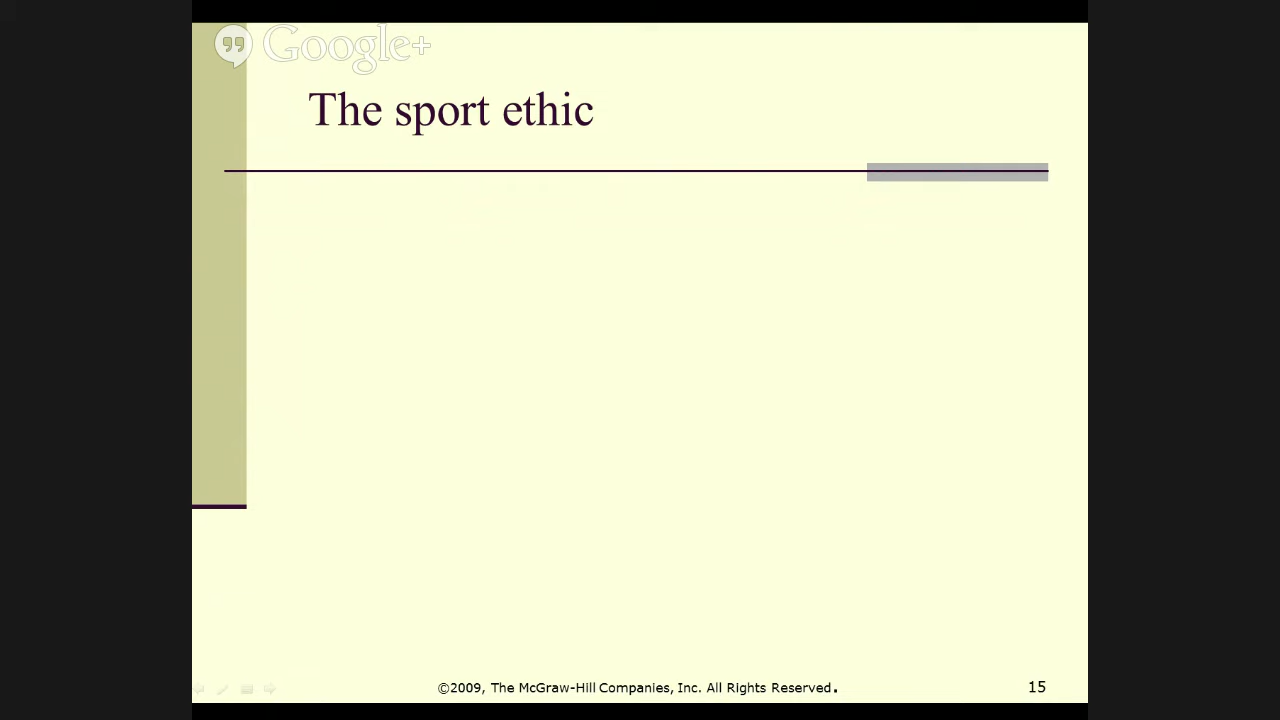 Google+
The sport ethic
©2009, The McGraw-Hill Companies, Inc. All Rights Reserved.
15